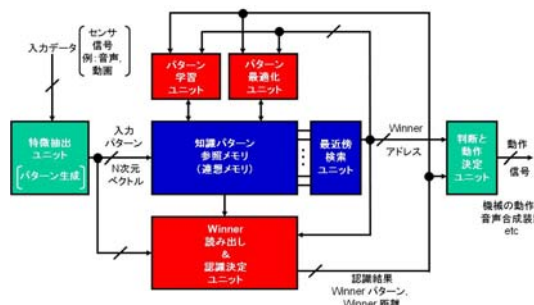 入力データ
センサ
信号
例：音声，
動画
パターン
学習
ユニット
パターン
最適化
ユニット
特徴抽出
ユニット
パターン生成
入力
パターン
N次元
ベクトル
知識パターン
参照メモリ
（連想メモリ）
最近傍
検索
ユニット
Winner
アドレス
判断と
動作
決定
ユニット
動作
信号
機械の動作
音声合成装置
etc
Winner
読み出し
&
認識決定
ユニット
認識結果
Winner パターン、
Winner 距離